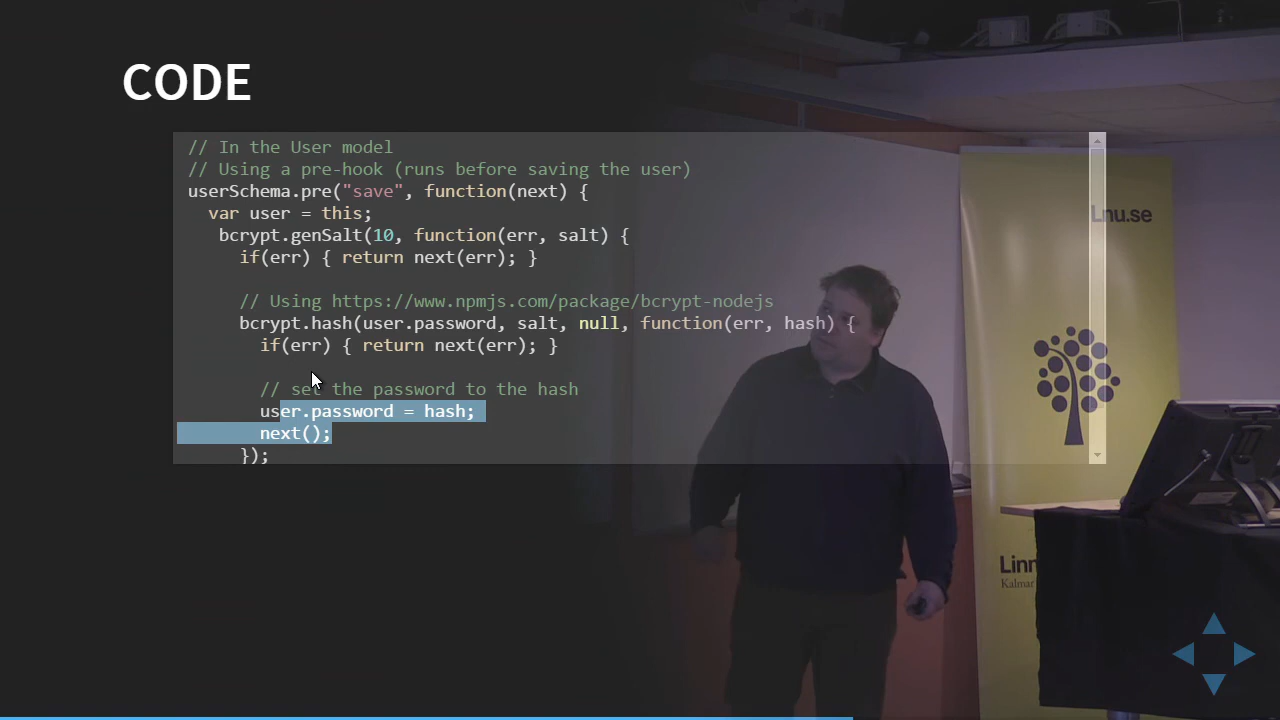 CODE
// In the User model
// Using a pre-hook (runs before saving the user)
userSchema.pre("save", function(next) {
var user = this;
bcrypt.genSalt(10, function(err, salt) {
if(err) { return next(err); }
// Using https://www.npmjs.com/package/bcrypt-nodejs
bcrypt.hash(user.password, salt, null, function(err, hash) {
if(err) { return next(err); }
// set the password to the hash
user.password = hash;
next();
});
Lnu.se
Linn
Kalmar